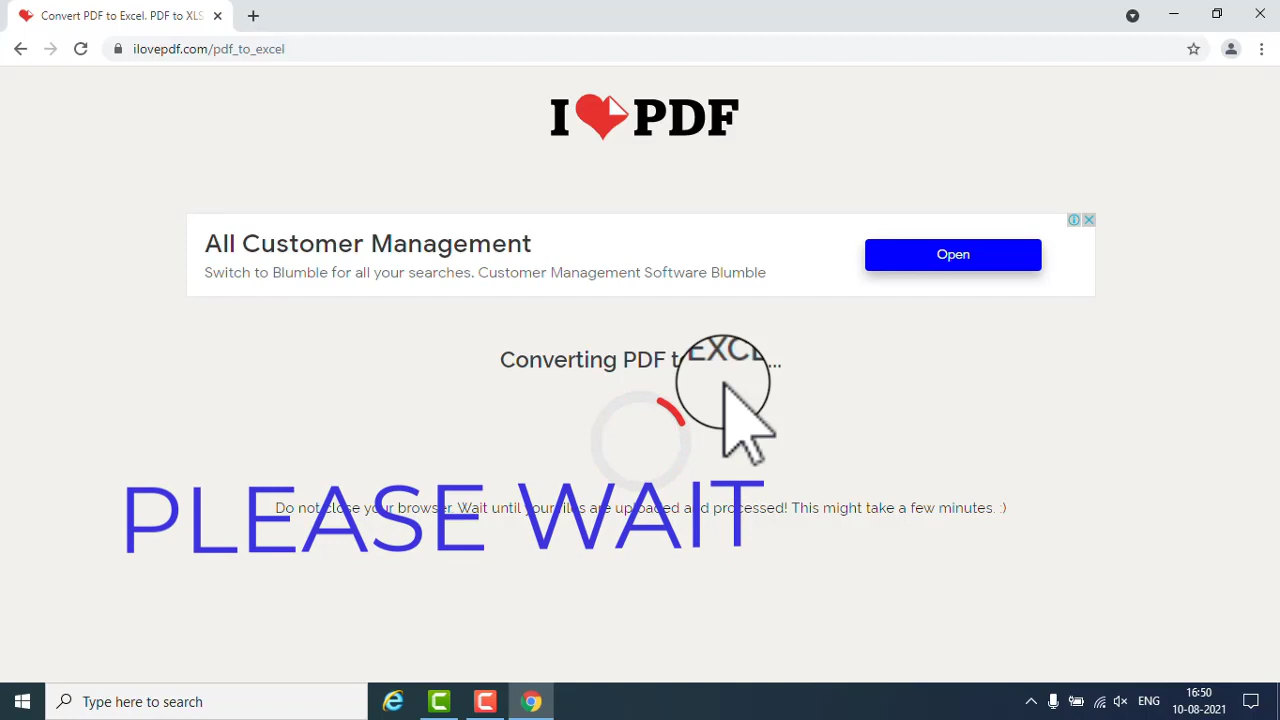 Convert PDF to Excel. PDF to XLS
ilovepdf.com/pdf_to_excel
I PDF
All Customer Management
Switch to Blumble for all your searches. Customer Management Software Blumble
Open
Converting PDF to EXCEL...
Do not close your browser. Wait until your files are uploaded and processed! This might take a few minutes. :)
PLEASE WAIT
Type here to search
ENG
16:50
10-08-2021